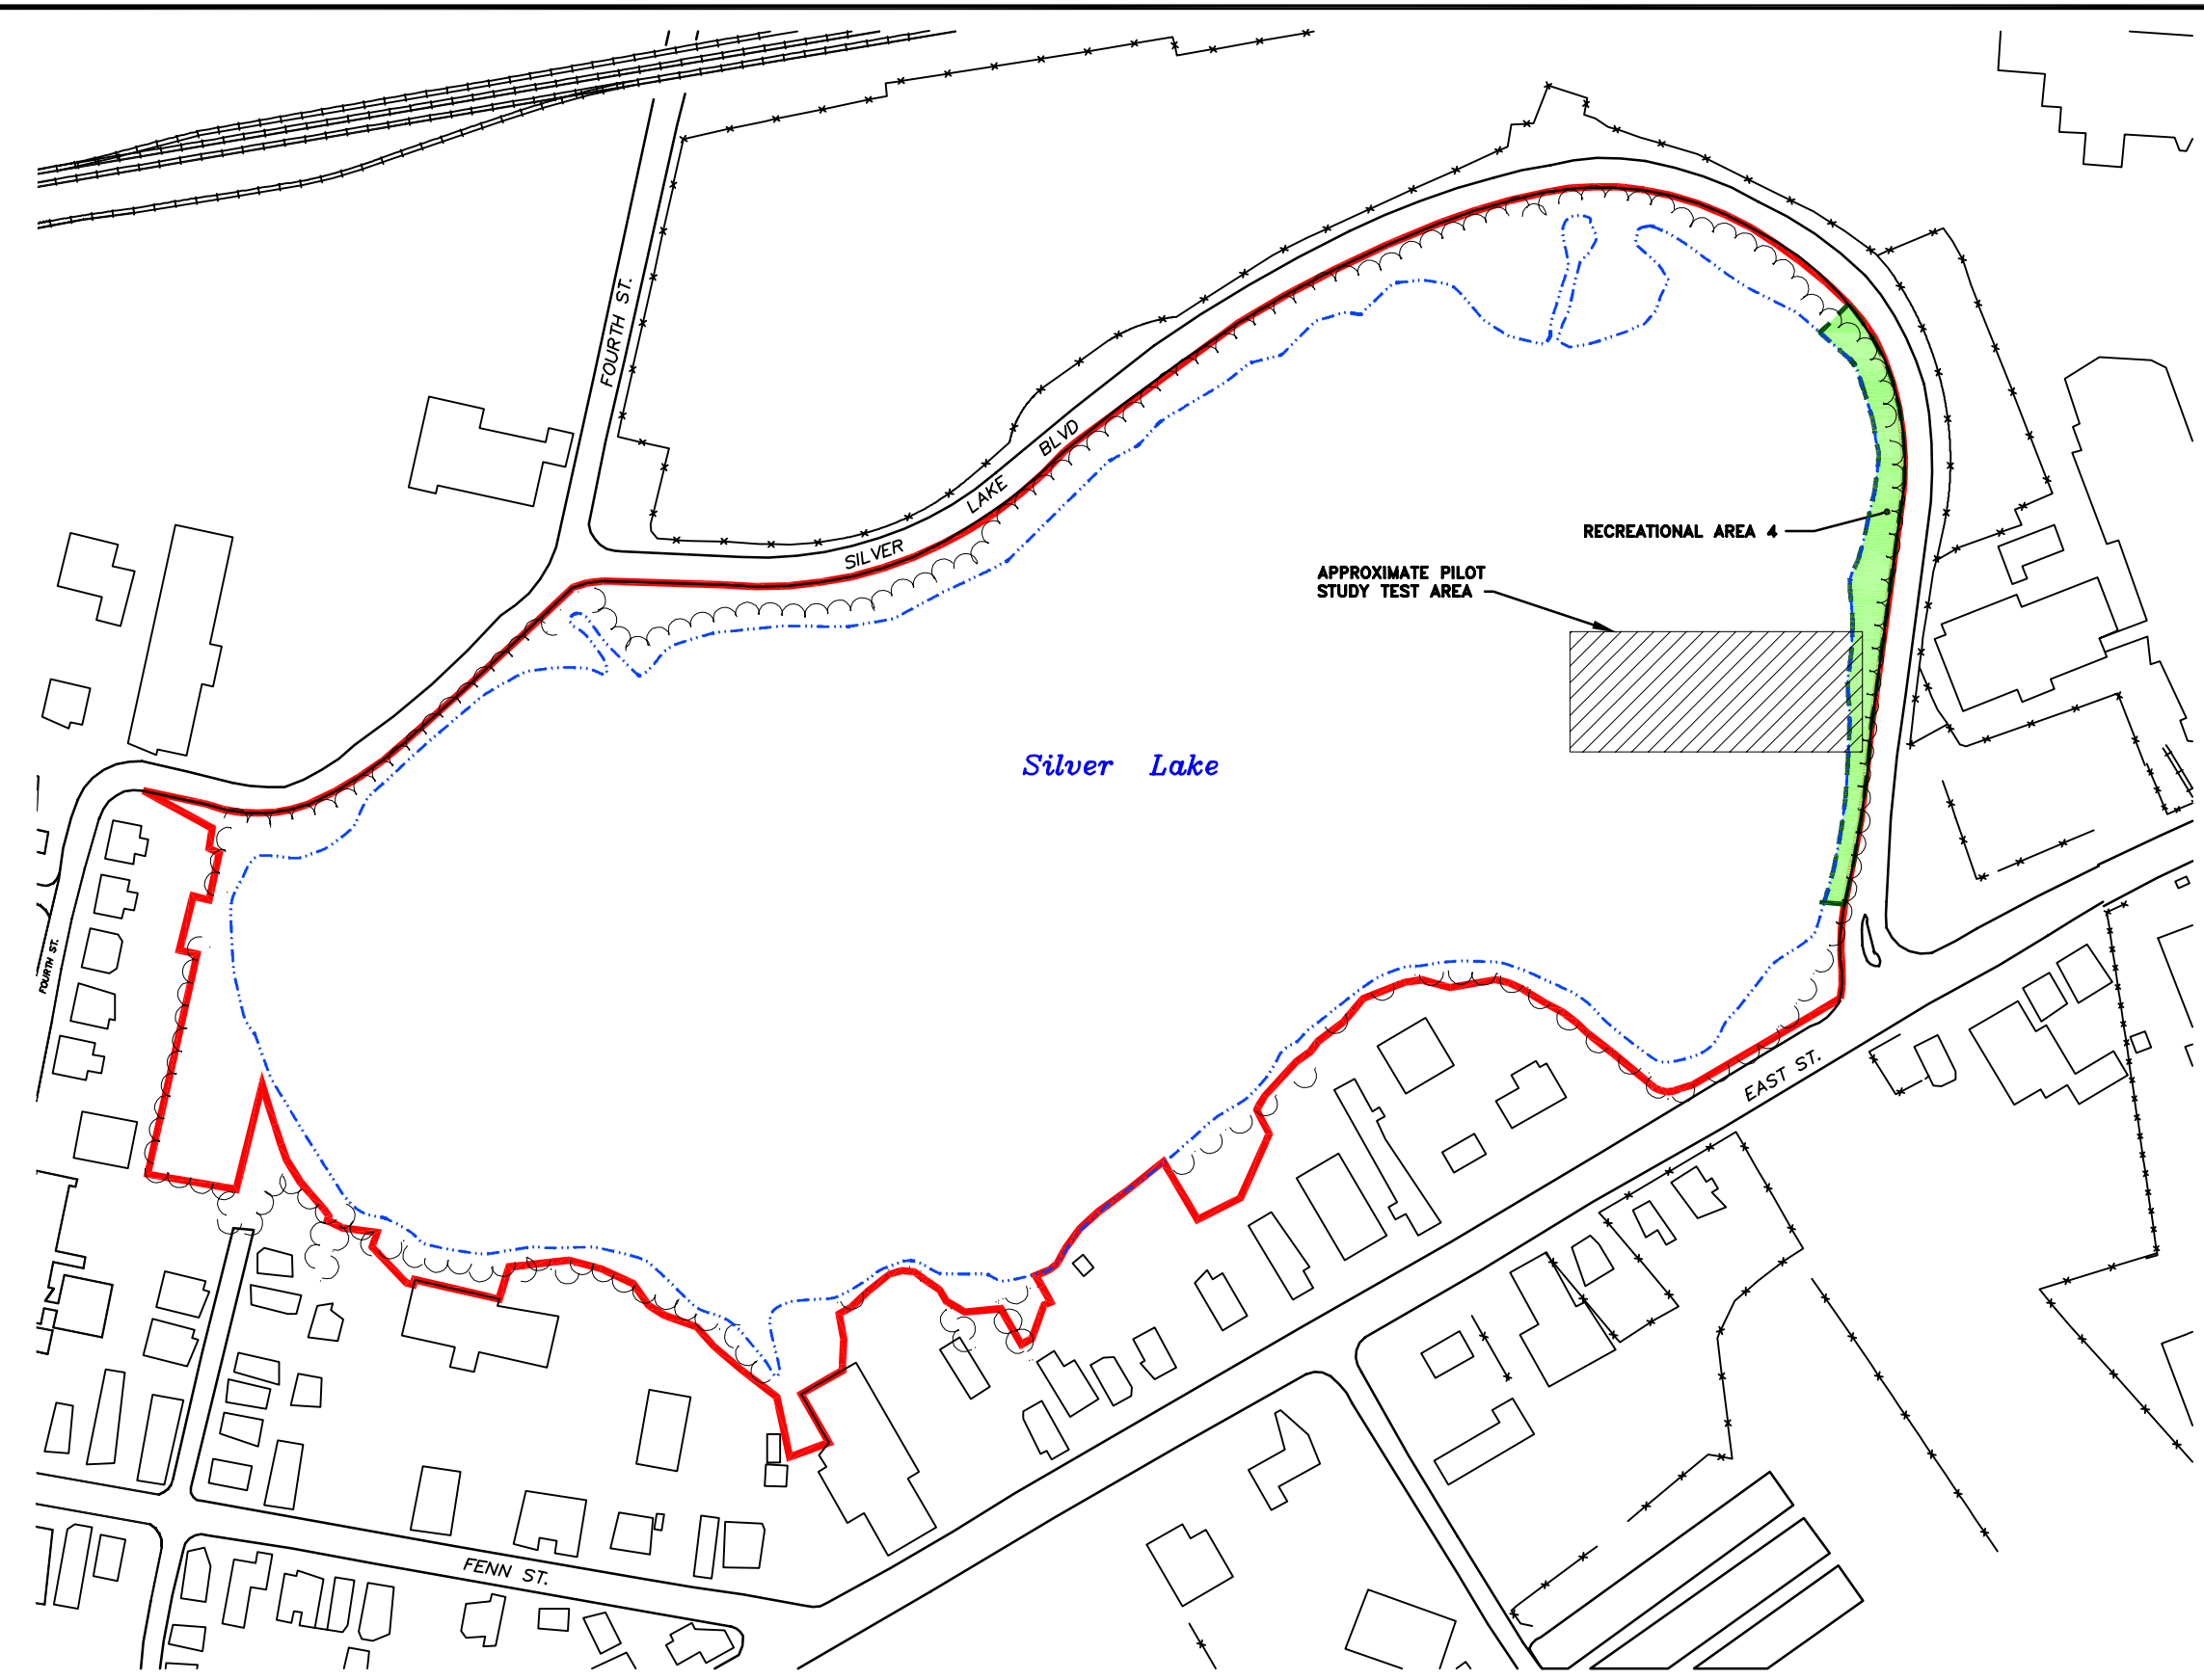 FOURTH ST.
SILVER LAKE BLVD
RECREATIONAL AREA 4
APPROXIMATE PILOT
STUDY TEST AREA
Silver Lake
FOURTH ST.
EAST ST.
FENN ST.